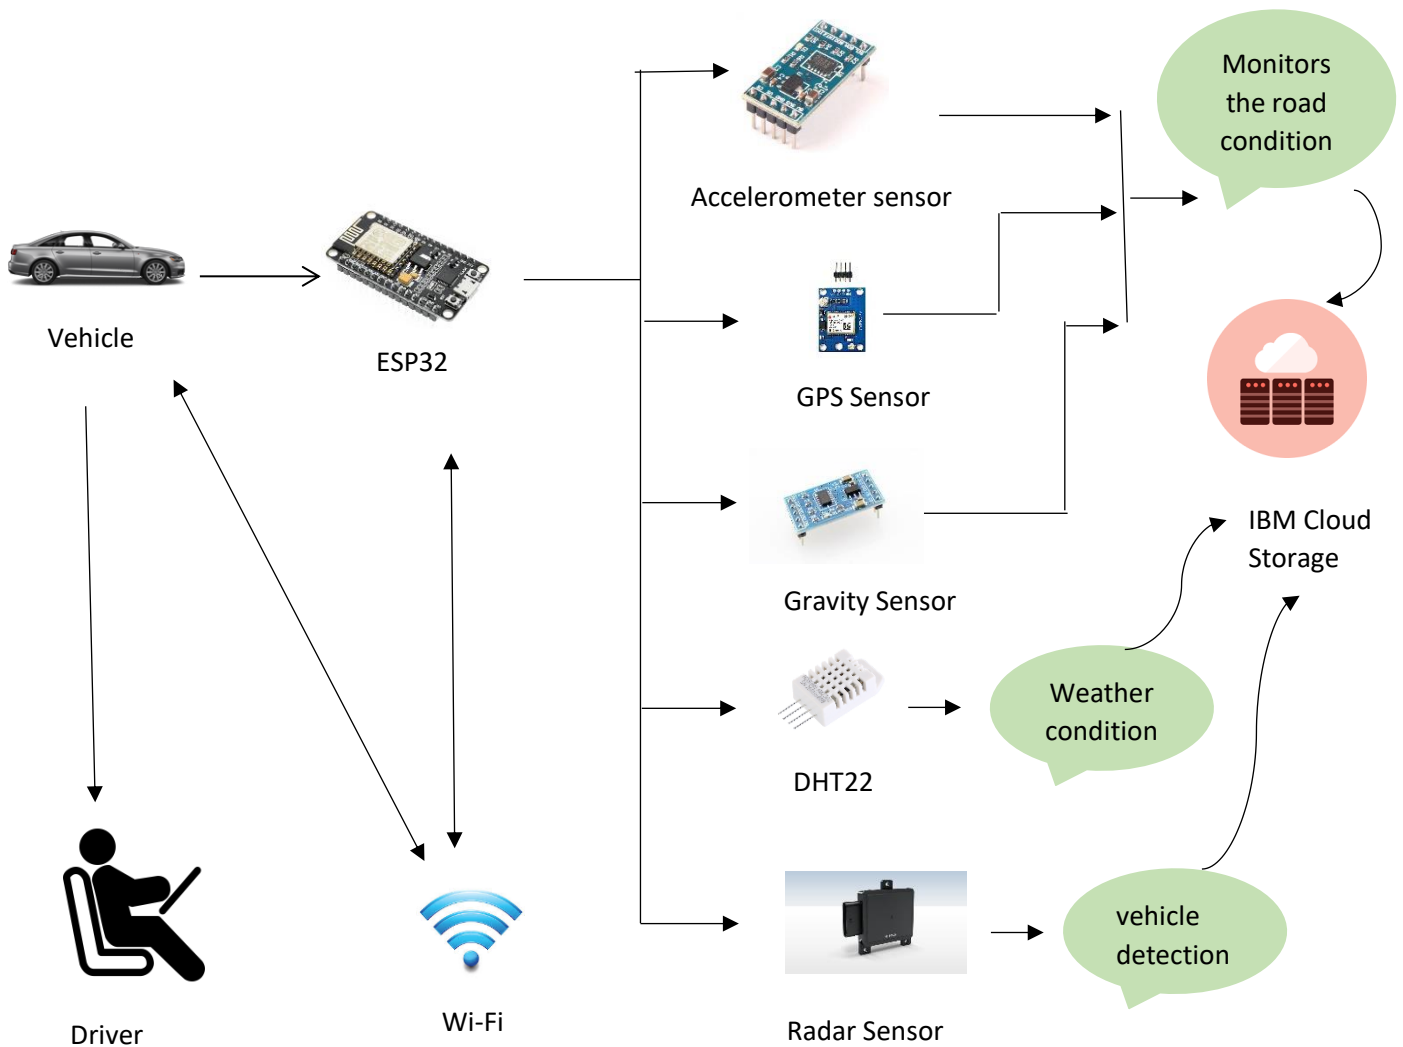 Monitors
the road
condition
Accelerometer sensor
Vehicle
ESP32
GPS Sensor
IBM Cloud
Storage
Gravity Sensor
Weather
condition
DHT22
vehicle
detection
Wi-Fi
Driver
Radar Sensor